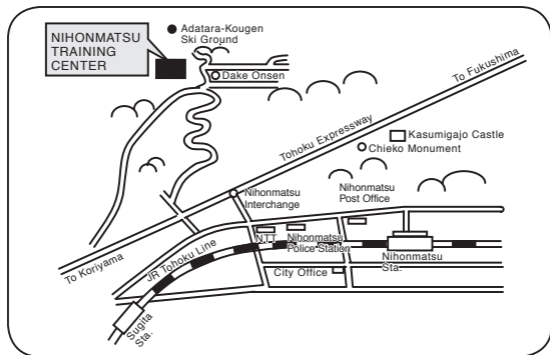 NIHONMATSU
TRAINING
CENTER
Adatara-Kougen
Ski Ground
Dake Onsen
To Fukushima
Tohoku Expressway
Kasumigajo Castle
Chieko Monument
Nihonmatsu
Interchange
Nihonmatsu
Post Office
NTT
Nihonmatsu
Police Station
To Koriyama
JR Tohoku Line
City Office
Nihonmatsu
Sta.
Sugita
Sta.